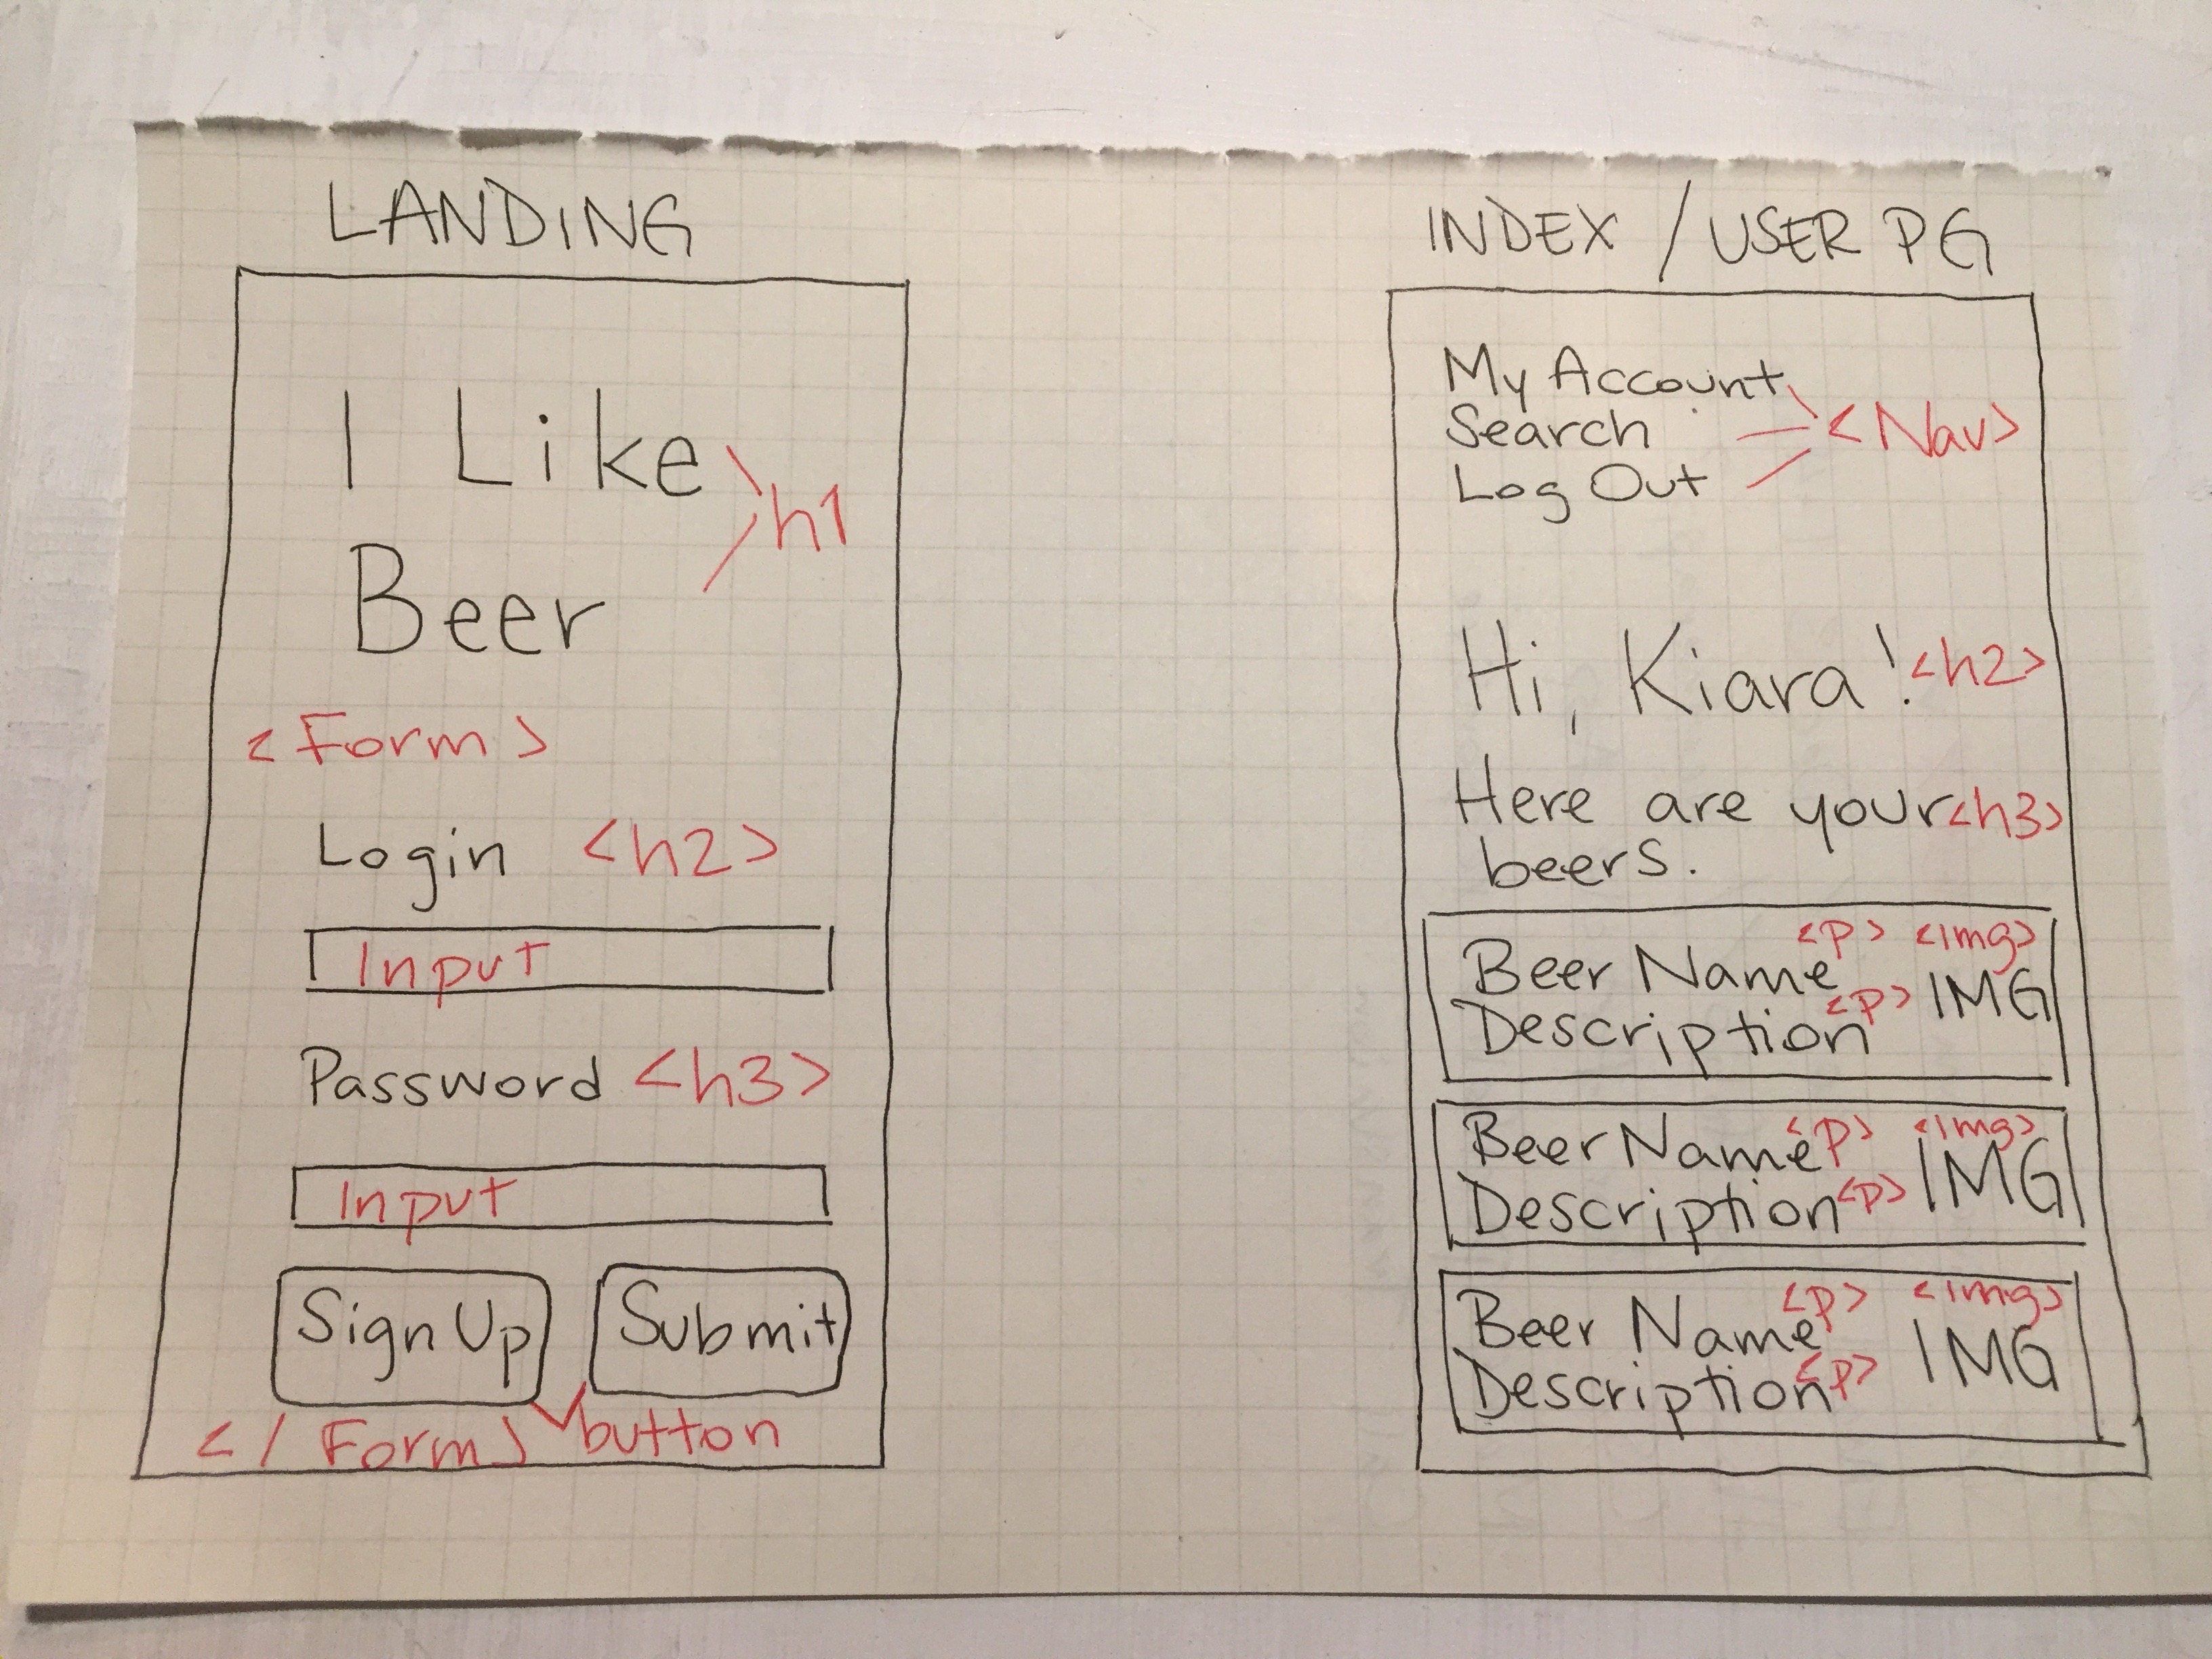 LANDING
I Like
h1
Beer
<Form>
Login <h2>
Input
Password <h3>
Input
Sign Up Submit
</Form> button
INDEX / USER PG
My Account
Search <Nav>
Log Out
Hi, Kiara! <h2>
Here are your <h3>
beers.
<p> <Img>
Beer Name IMG
Description <p>
<p> <Img>
Beer Name IMG
Description <p>
<p> <Img>
Beer Name IMG
Description <p>